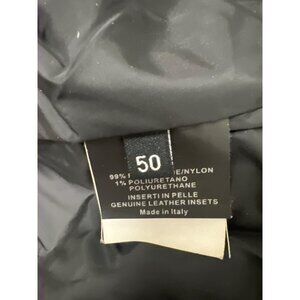 50
99% /NYLON
1% POLIURETANO
POLYURETHANE
INSERTI IN PELLE
GENUINE LEATHER INSETS
Made in Italy